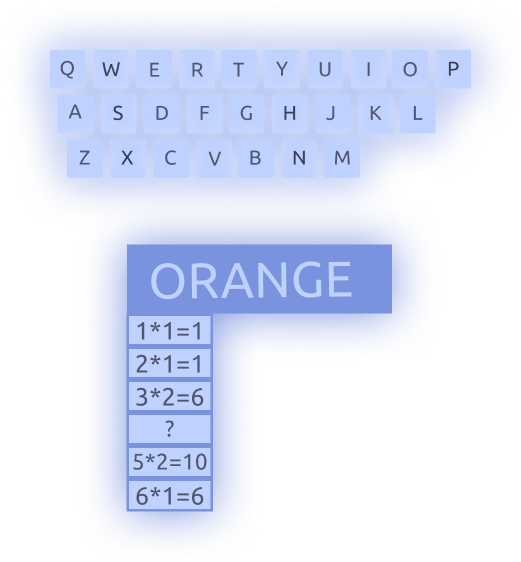 Q W E R T Y U I O P
A S D F G H J K L
Z X C V B N M
ORANGE
1*1=1
2*1=1
3*2=6
?
5*2=10
6*1=6